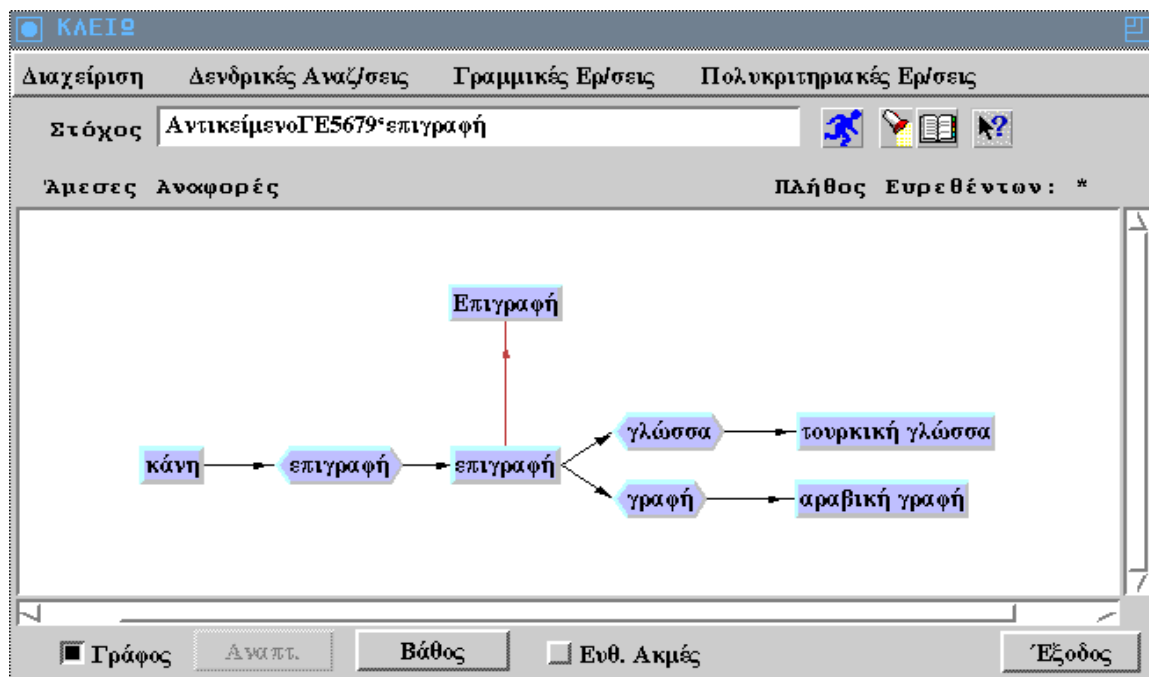 ΚΛΕΙΩ
Διαχείριση Δενδρικές Αναζ/σεις Γραμμικές Ερ/σεις Πολυκριτηριακές Ερ/σεις
Στόχος ΑντικείμενοΓΕ5679‘επιγραφή
Άμεσες Αναφορές Πλήθος Ευρεθέντων: *
Επιγραφή
γλώσσα τουρκική γλώσσα
κάνη επιγραφή επιγραφή
γραφή αραβική γραφή
Γράφος Αναπτ. Βάθος Ευθ. Ακμές Έξοδος